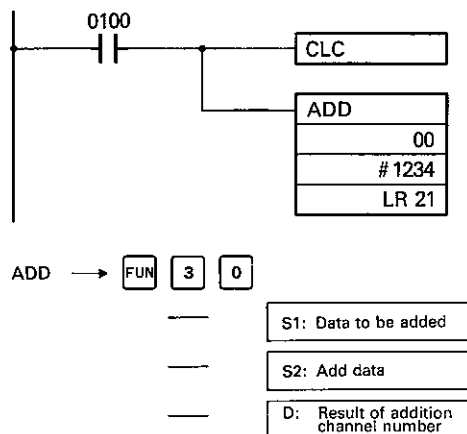 0100
CLC
ADD
00
#1234
LR 21
ADD → FUN 3 0
S1: Data to be added
S2: Add data
D: Result of addition
channel number